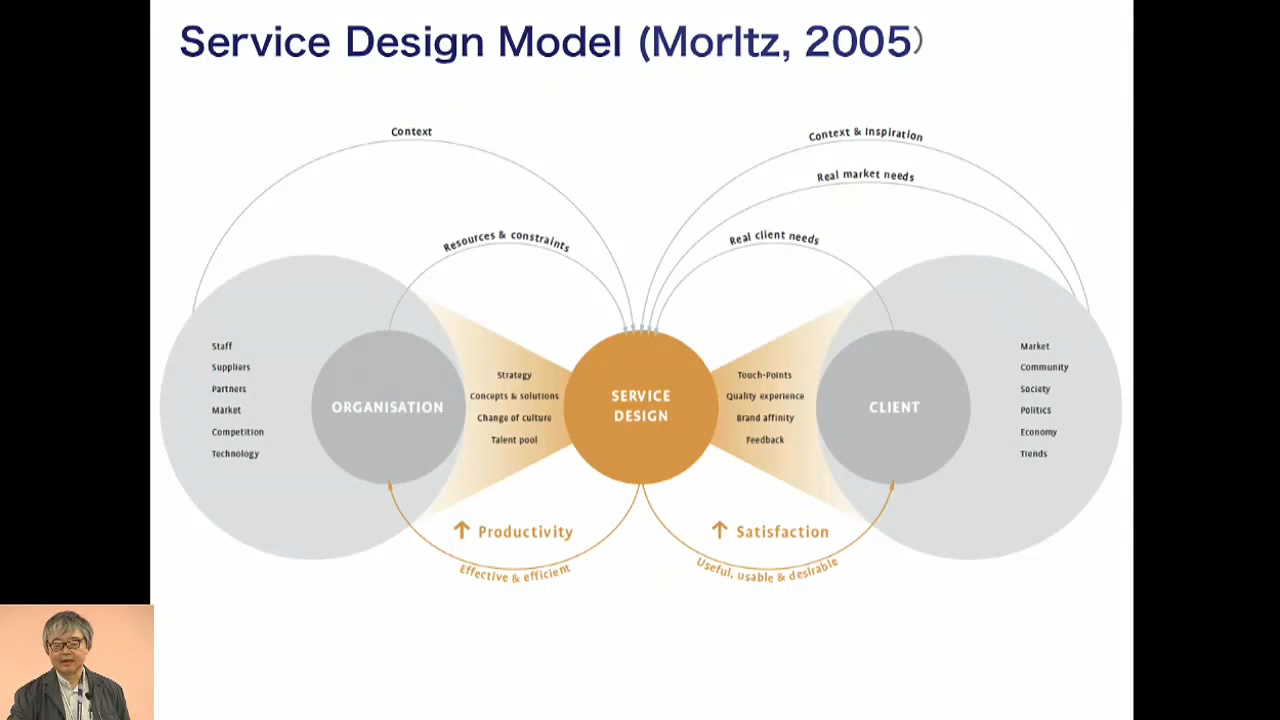 Service Design Model (Morltz, 2005)
Context
Context & Inspiration
Real market needs
Resources & constraints
Real client needs
Staff
Suppliers
Partners
Market
Competition
Technology
ORGANISATION
Strategy
Concepts & solutions
Change of culture
Talent pool
SERVICE
DESIGN
Touch-Points
Quality experience
Brand affinity
Feedback
CLIENT
Market
Community
Society
Politics
Economy
Trends
↑ Productivity
Effective & efficient
↑ Satisfaction
Useful, usable & desirable